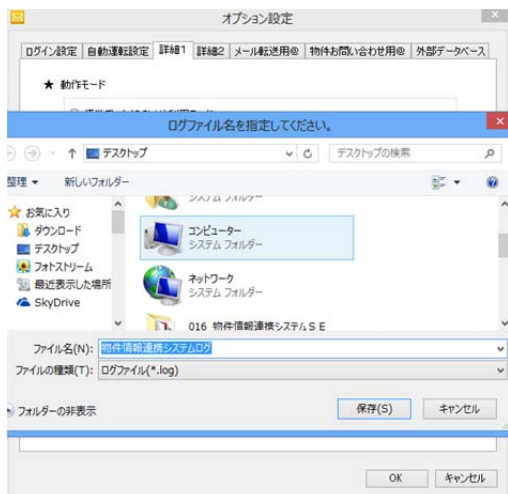 オプション設定
ログイン設定 自動運転設定 詳細1 詳細2 メール転送用@ 物件お問い合わせ用@ 外部データベース
★ 動作モード
ログファイル名を指定してください。
デスクトップ デスクトップの検索
整理 新しいフォルダー
システム フォルダー
お気に入り
ダウンロード
デスクトップ
フォトストリーム
最近表示した場所
SkyDrive
コンピューター
システム フォルダー
ネットワーク
システム フォルダー
016 物件情報連携システムＳＥ
ファイル名(N): 物件情報連携システムログ
ファイルの種類(T): ログファイル(*.log)
フォルダーの非表示 保存(S) キャンセル
OK キャンセル